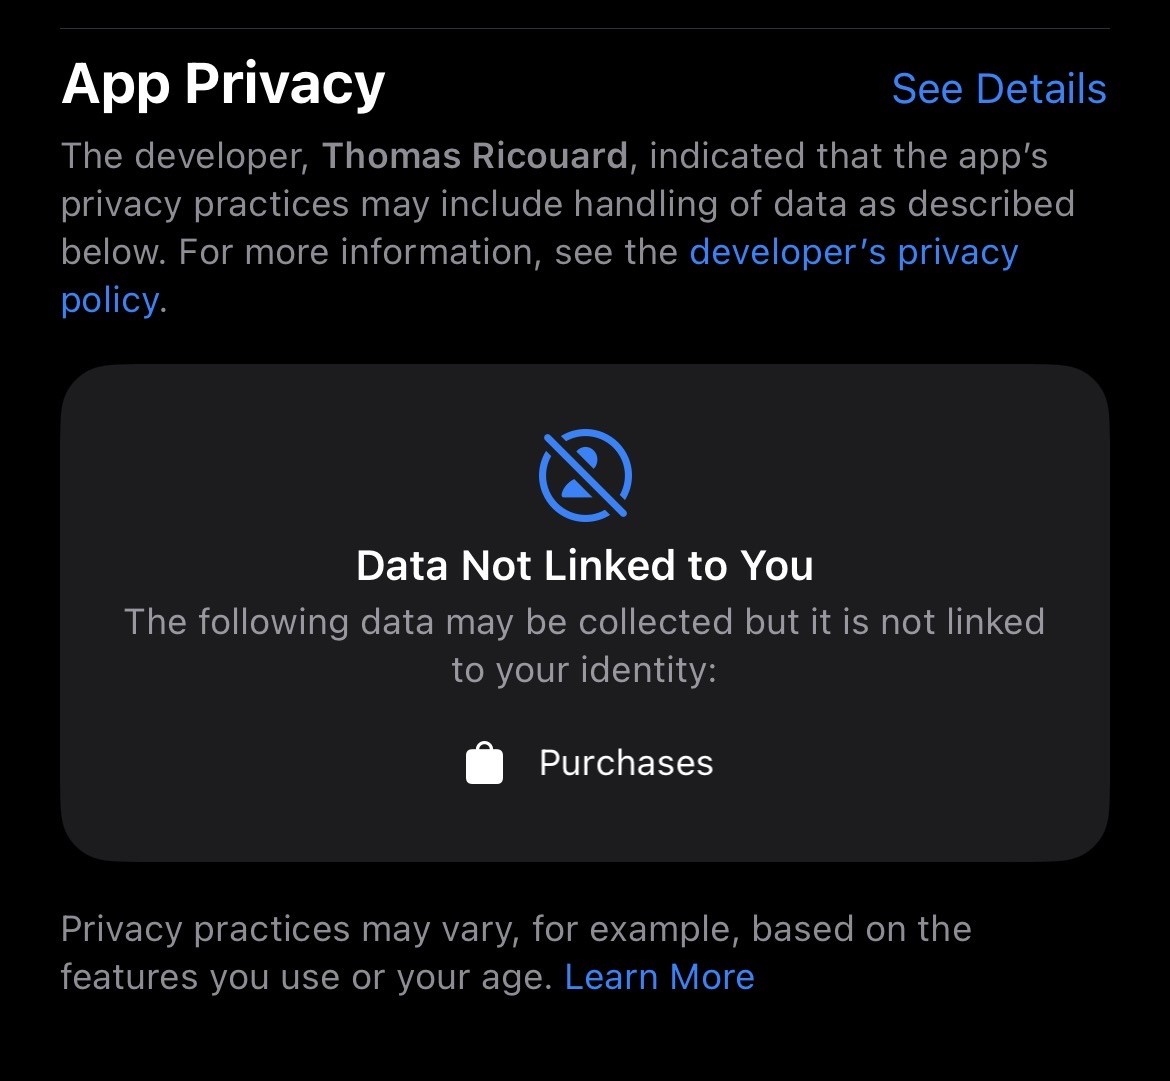 App Privacy
See Details
The developer, Thomas Ricouard, indicated that the app’s
privacy practices may include handling of data as described
below. For more information, see the developer’s privacy
policy.
Data Not Linked to You
The following data may be collected but it is not linked
to your identity:
Purchases
Privacy practices may vary, for example, based on the
features you use or your age. Learn More